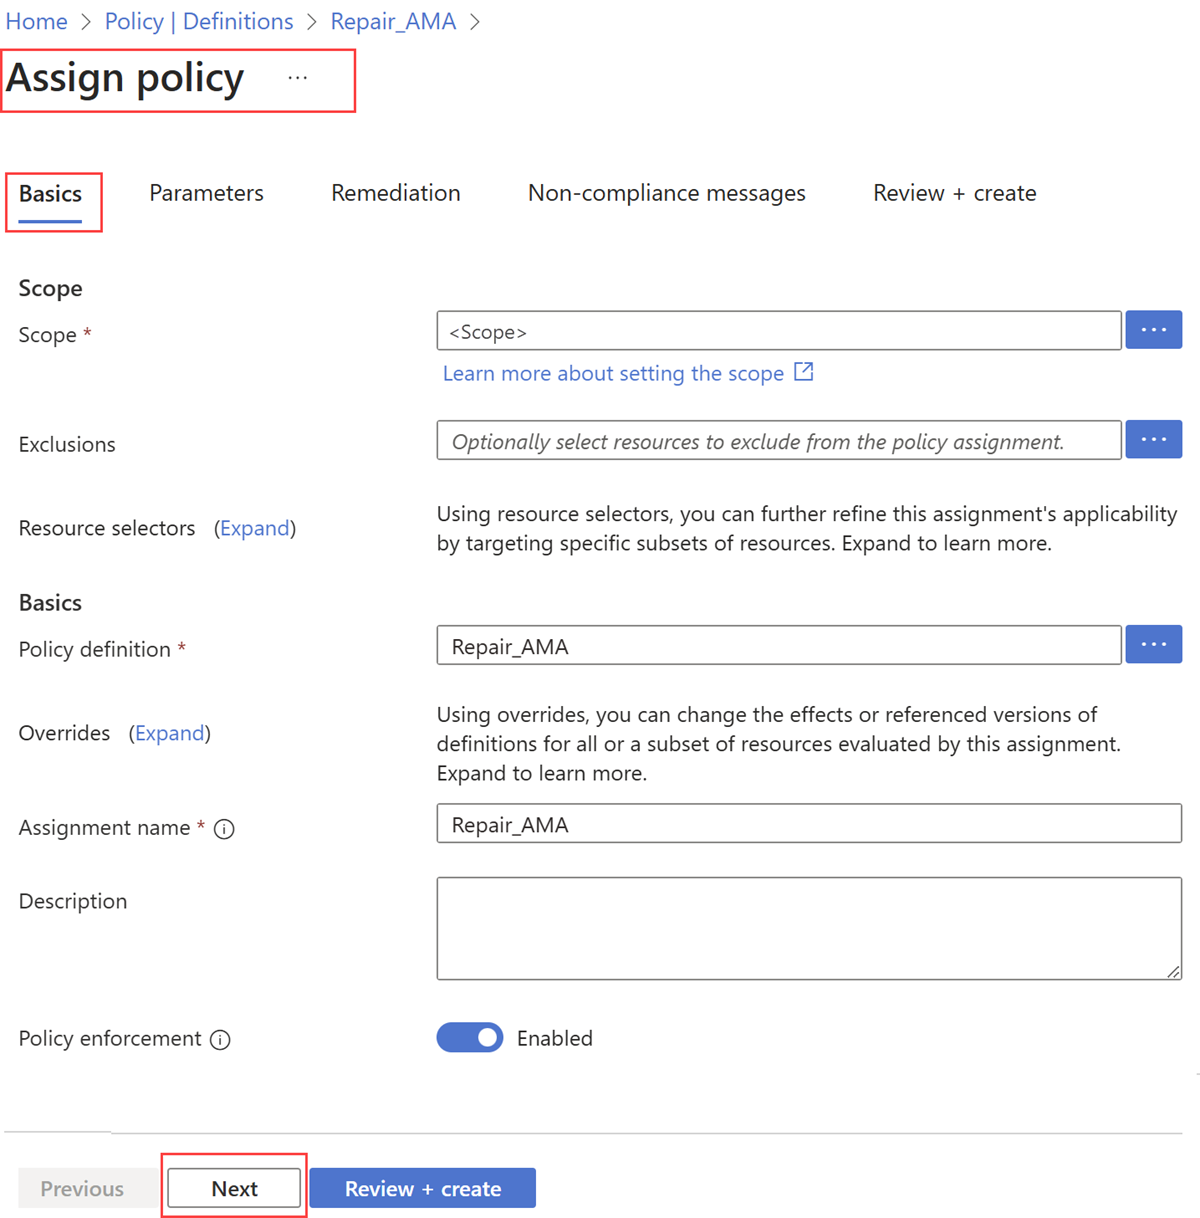 Home > Policy | Definitions > Repair_AMA >
Assign policy ...
Basics Parameters Remediation Non-compliance messages Review + create
Scope
Scope * <Scope> ...
Learn more about setting the scope
Exclusions Optionally select resources to exclude from the policy assignment. ...
Resource selectors (Expand) Using resource selectors, you can further refine this assignment's applicability
by targeting specific subsets of resources. Expand to learn more.
Basics
Policy definition * Repair_AMA ...
Overrides (Expand) Using overrides, you can change the effects or referenced versions of
definitions for all or a subset of resources evaluated by this assignment.
Expand to learn more.
Assignment name * Repair_AMA
Description
Policy enforcement Enabled
Previous Next Review + create